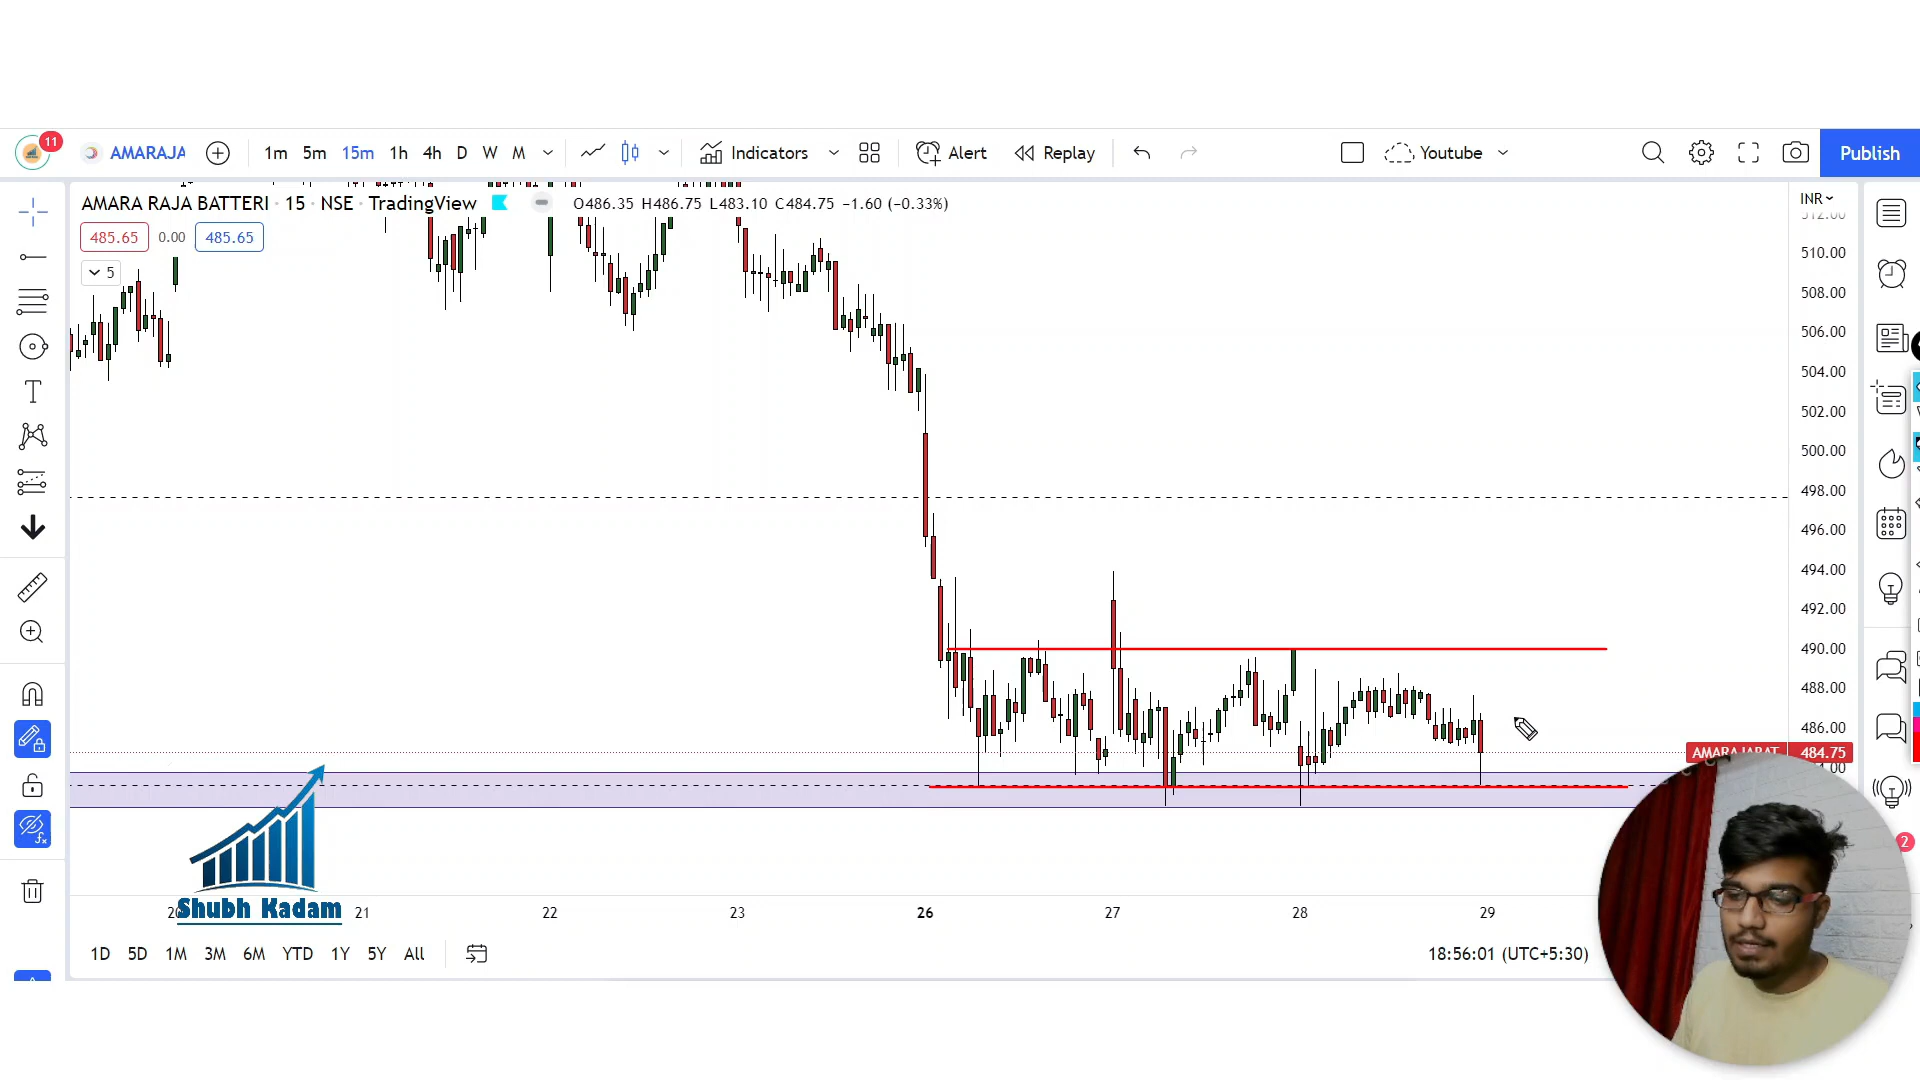 11 AMARAJA 1m 5m 15m 1h 4h D W M Indicators Alert Replay Youtube Publish
AMARA RAJA BATTERI · 15 · NSE · TradingView O486.35 H486.75 L483.10 C484.75 −1.60 (−0.33%) INR
512.00
485.65 0.00 485.65
510.00
5
508.00
506.00
504.00
502.00
500.00
498.00
496.00
494.00
492.00
490.00
488.00
486.00
AMARAJABAT 484.75
2
Shubh Kadam
21 22 23 26 27 28 29
1D 5D 1M 3M 6M YTD 1Y 5Y All 18:56:01 (UTC+5:30)